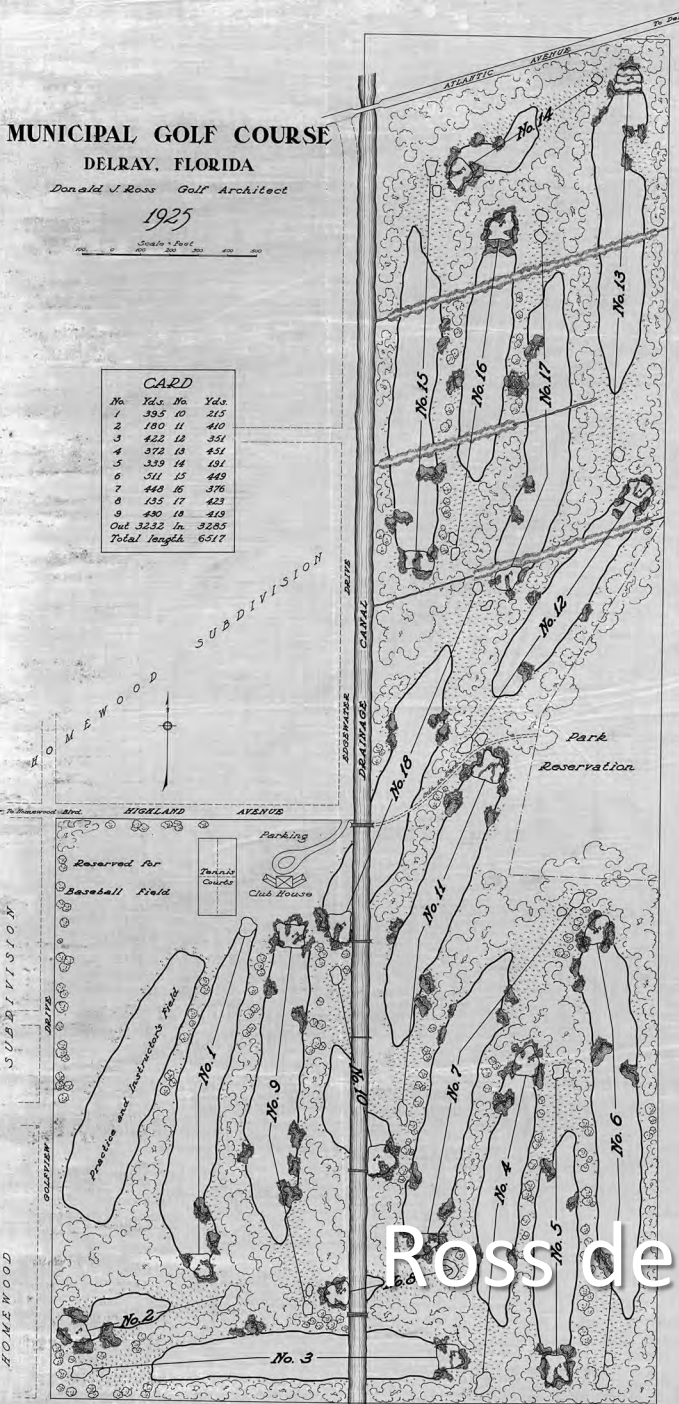 To Del
ATLANTIC AVENUE
MUNICIPAL GOLF COURSE
DELRAY, FLORIDA
Donald J Ross Golf Architect
1925
Scale - Feet
100 0 100 200 300 400 500
No. 14
No. 13
No. 15
No. 16
No. 17
CARD
No. Yds. No. Yds.
1 395 10 215
2 180 11 410
3 422 12 351
4 372 13 451
5 339 14 191
6 511 15 449
7 448 16 376
8 135 17 423
9 430 18 419
Out 3232 In 3285
Total length 6517
HOMEWOOD SUBDIVISION
EDGEWATER DRIVE
DRAINAGE CANAL
No. 12
No. 18
Park
Reservation
To Homewood Blvd.
HIGHLAND AVENUE
Parking
Reserved for
Baseball Field
Tennis
Courts
Club House
No. 11
HOMEWOOD SUBDIVISION
GOLFVIEW DRIVE
Practice and Instructor's Field
No. 1
No. 9
No. 10
No. 7
No. 4
No. 5
No. 6
Ross de
No. 8
No. 2
No. 3